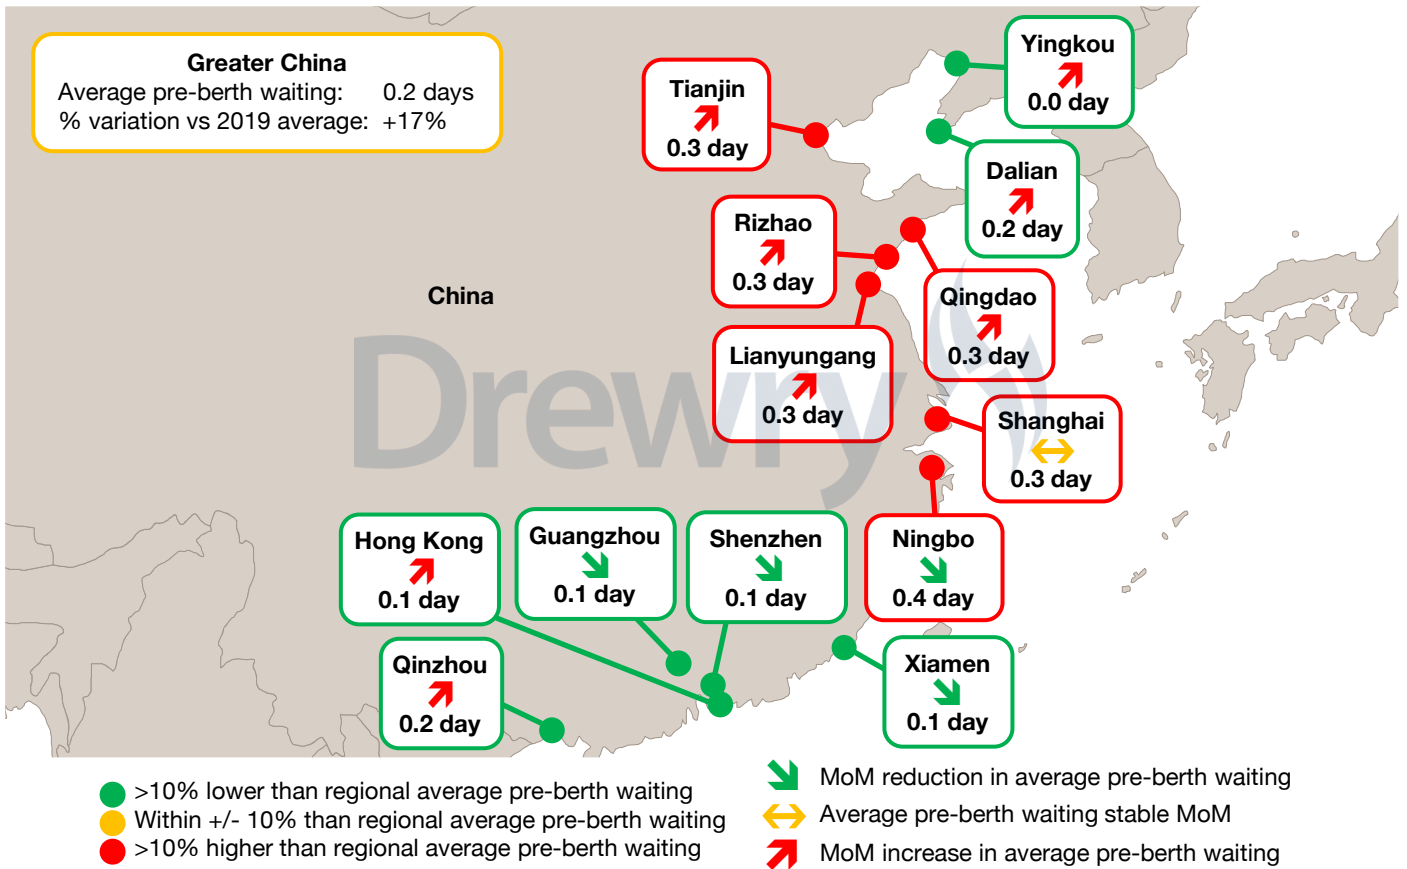 Greater China
Average pre-berth waiting: 0.2 days
% variation vs 2019 average: +17%
Yingkou
0.0 day
Tianjin
0.3 day
Dalian
0.2 day
Rizhao
0.3 day
China
Qingdao
0.3 day
Lianyungang
0.3 day
Drewry
Shanghai
0.3 day
Hong Kong
0.1 day
Guangzhou
0.1 day
Shenzhen
0.1 day
Ningbo
0.4 day
Qinzhou
0.2 day
Xiamen
0.1 day
>10% lower than regional average pre-berth waiting
Within +/- 10% than regional average pre-berth waiting
>10% higher than regional average pre-berth waiting
MoM reduction in average pre-berth waiting
Average pre-berth waiting stable MoM
MoM increase in average pre-berth waiting